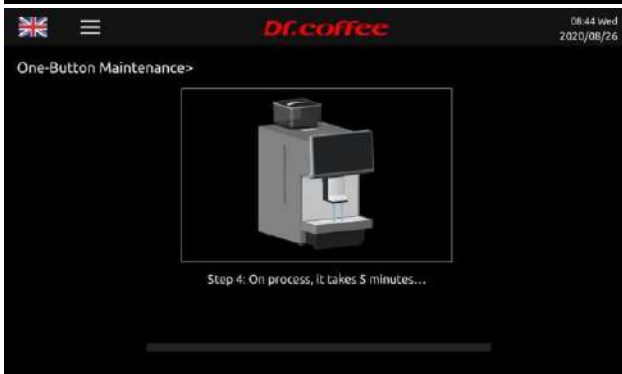 Dr.coffee
08:44 Wed
2020/08/26
One-Button Maintenance>
Step 4: On process, it takes 5 minutes...